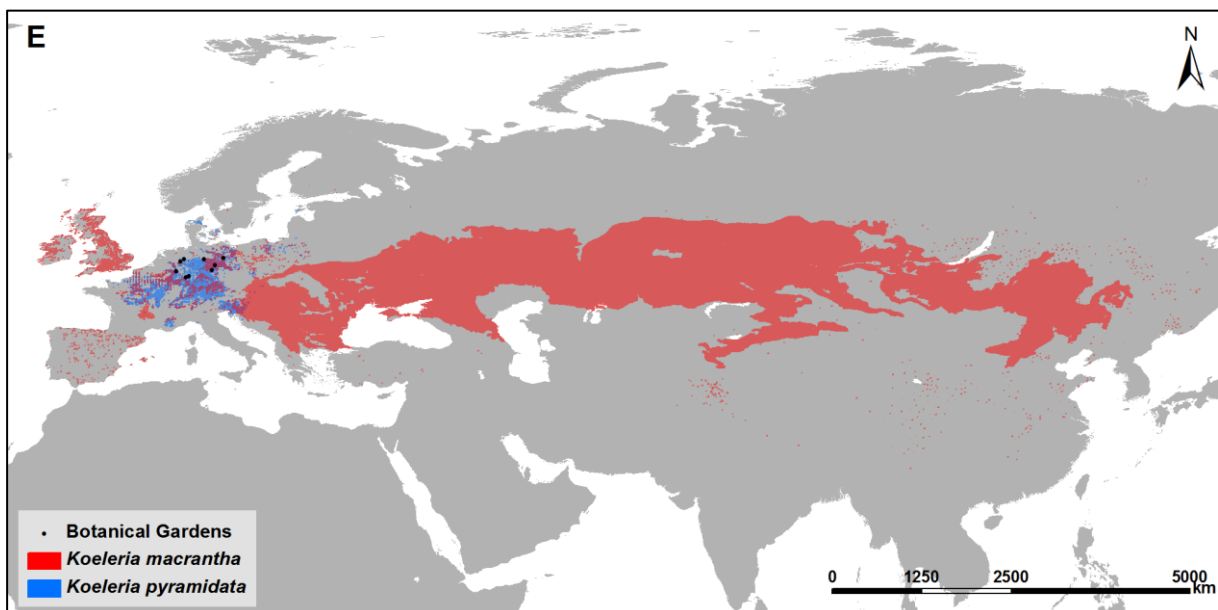 E
N
Botanical Gardens
Koeleria macrantha
Koeleria pyramidata
0 1250 2500 5000
km